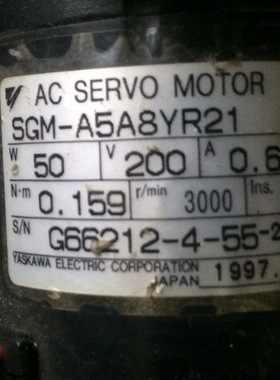 AC SERVO MOTOR
SGM-A5A8YR21
W 50 V 200 A 0.6
N·m 0.159 r/min 3000 Ins.
S/N G66212-4-55-2
YASKAWA ELECTRIC CORPORATION
JAPAN 1997.